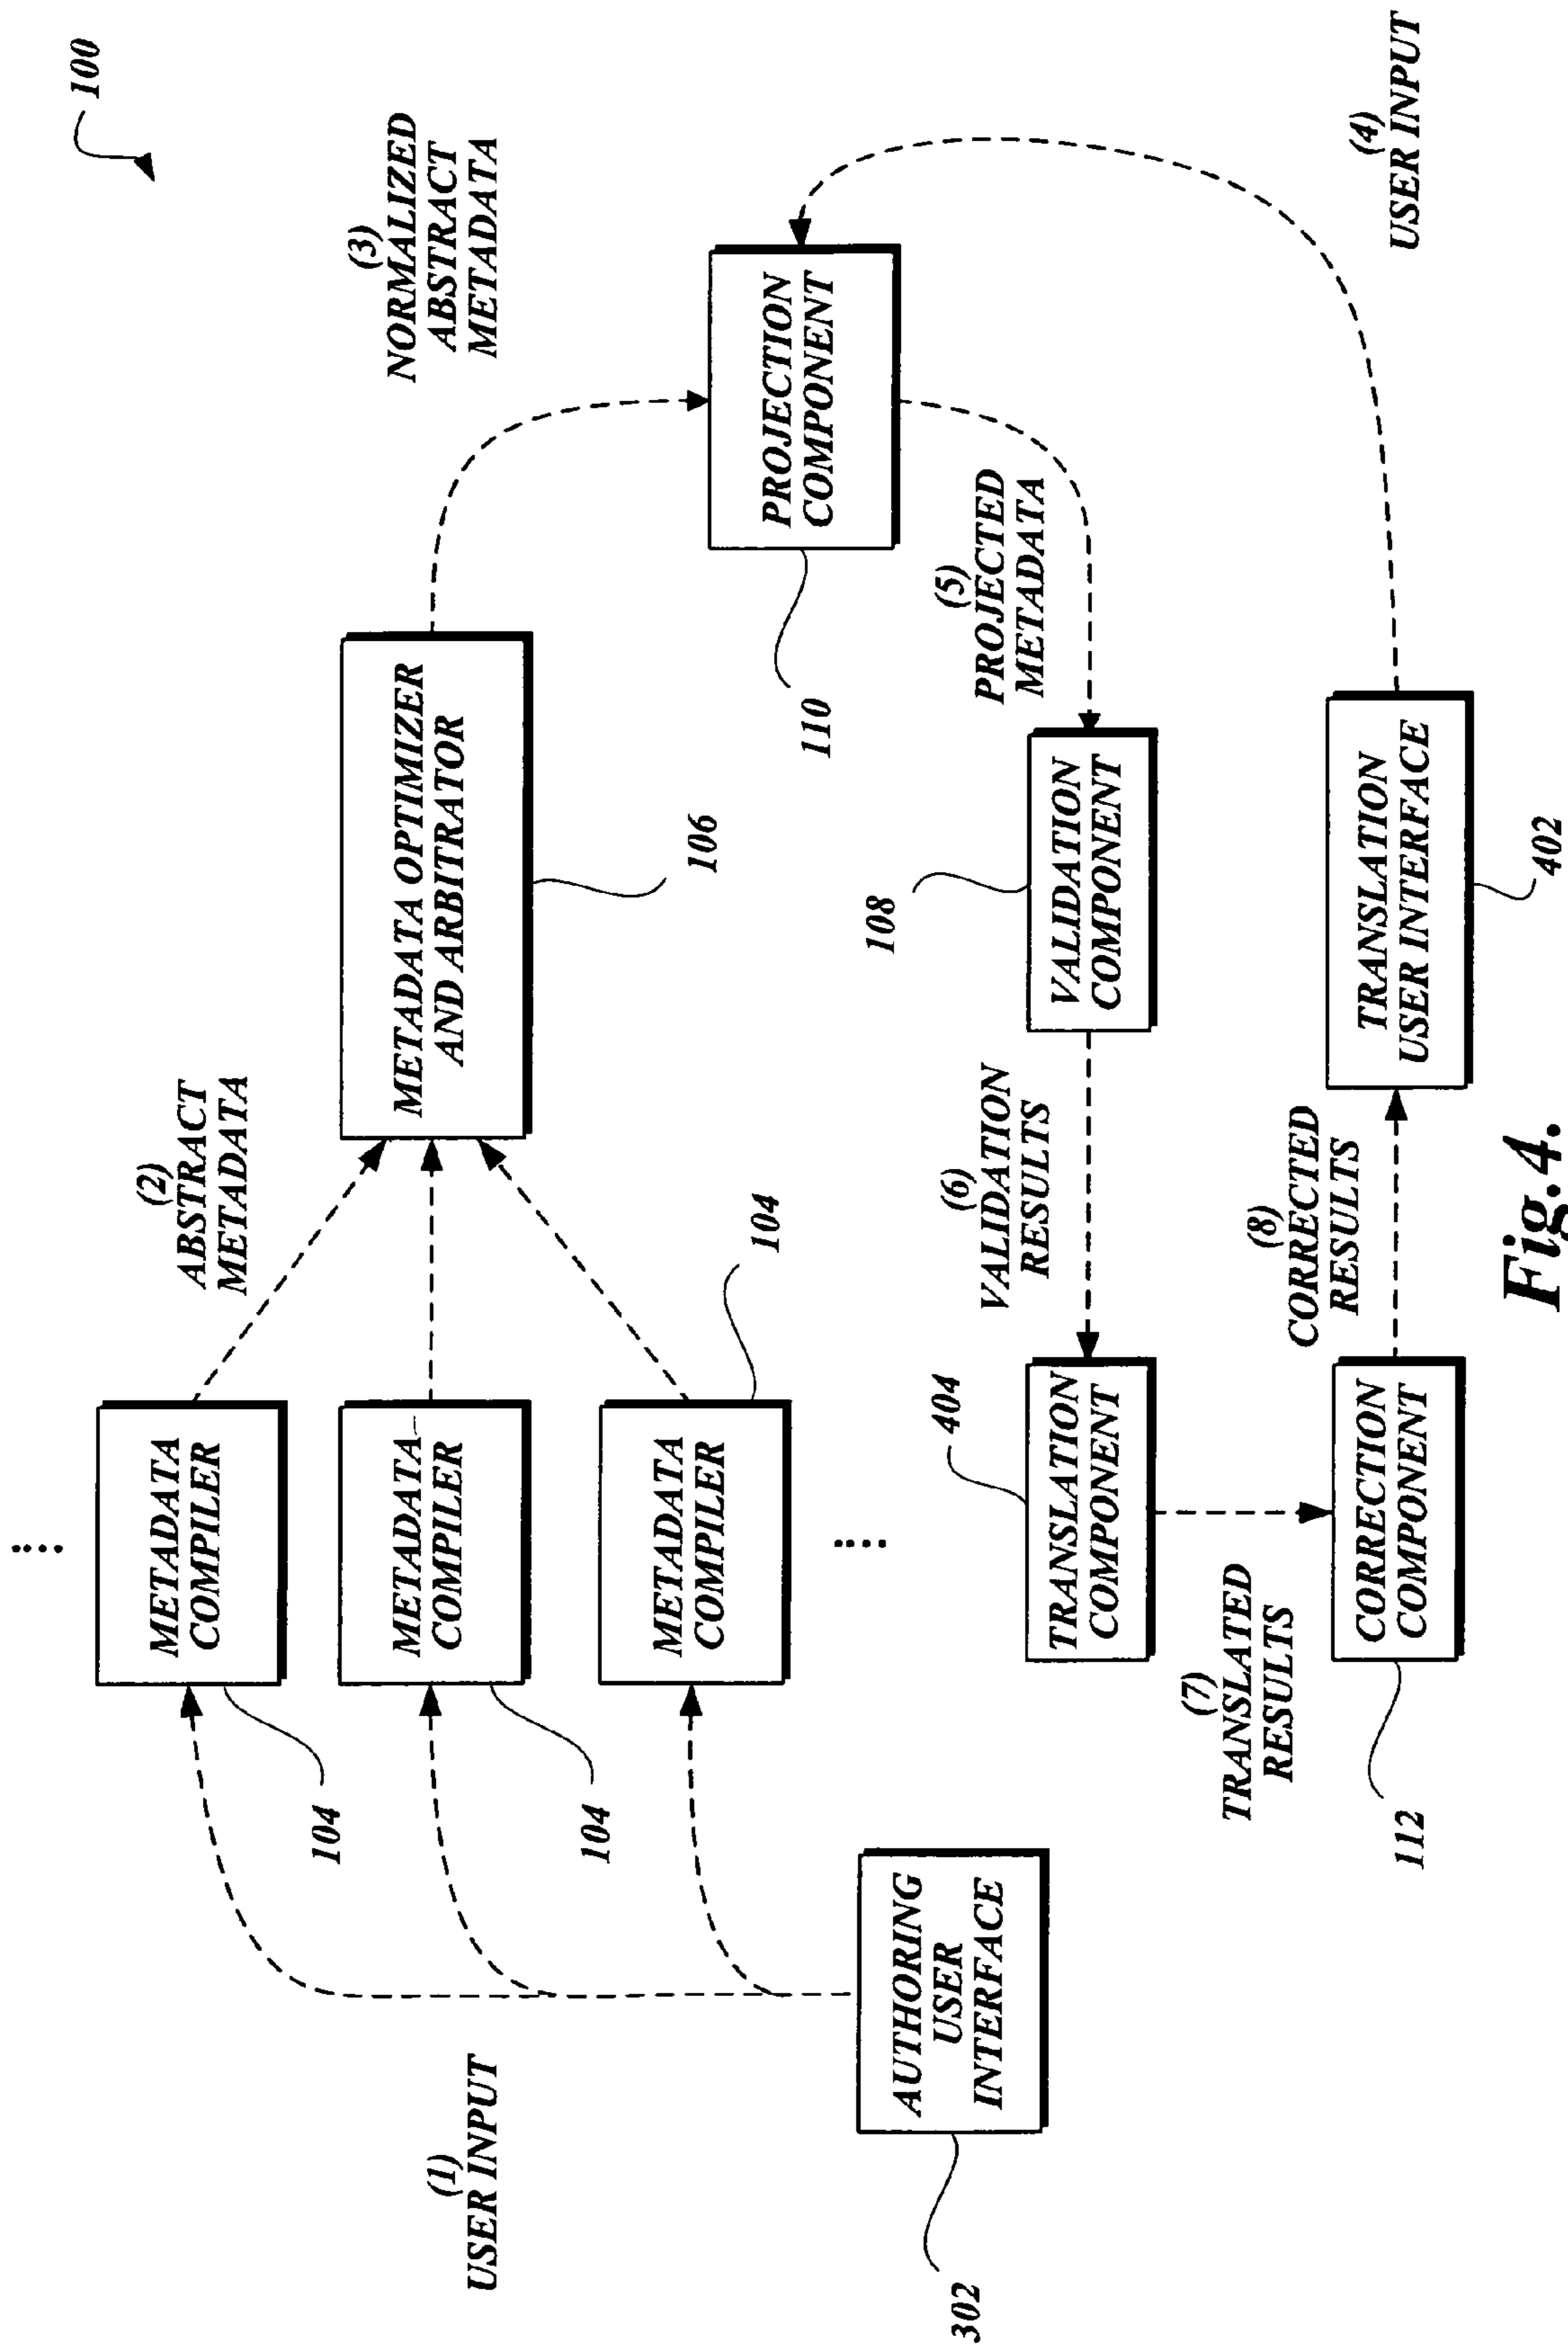 100
(1)
USER INPUT
302
AUTHORING
USER
INTERFACE
METADATA
COMPILER
104
METADATA
COMPILER
104
METADATA
COMPILER
104
(2)
ABSTRACT
METADATA
METADATA OPTIMIZER
AND ARBITRATOR
106
(3)
NORMALIZED
ABSTRACT
METADATA
PROJECTION
COMPONENT
110
(4)
USER INPUT
(5)
PROJECTED
METADATA
108
VALIDATION
COMPONENT
(6)
VALIDATION
RESULTS
404
TRANSLATION
COMPONENT
(7)
TRANSLATED
RESULTS
CORRECTION
COMPONENT
112
(8)
CORRECTED
RESULTS
TRANSLATION
USER INTERFACE
402
Fig.4.